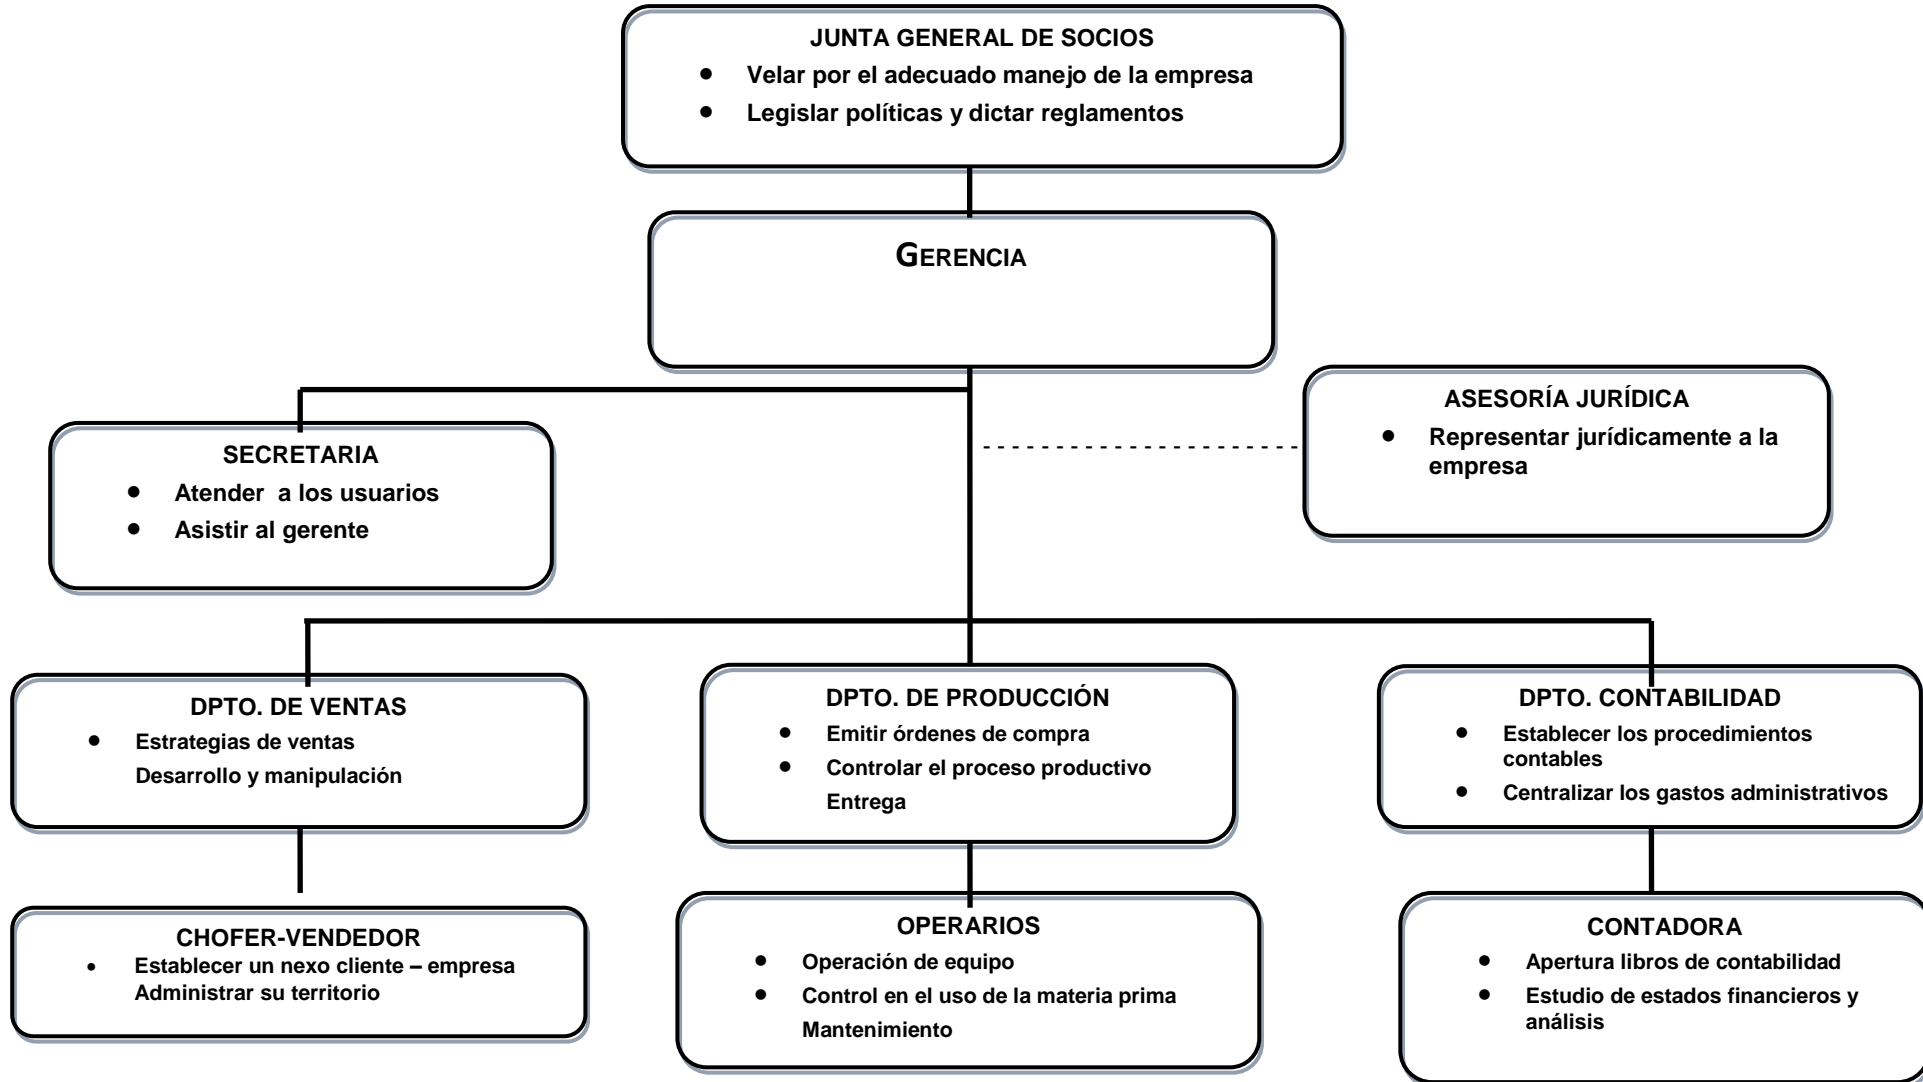 JUNTA GENERAL DE SOCIOS
• Velar por el adecuado manejo de la empresa
• Legislar políticas y dictar reglamentos
GERENCIA
ASESORÍA JURÍDICA
• Representar jurídicamente a la
empresa
SECRETARIA
• Atender  a los usuarios
• Asistir al gerente
DPTO. DE VENTAS
• Estrategias de ventas
Desarrollo y manipulación
DPTO. DE PRODUCCIÓN
• Emitir órdenes de compra
• Controlar el proceso productivo
Entrega
DPTO. CONTABILIDAD
• Establecer los procedimientos
contables
• Centralizar los gastos administrativos
CHOFER-VENDEDOR
• Establecer un nexo cliente – empresa
Administrar su territorio
OPERARIOS
• Operación de equipo
• Control en el uso de la materia prima
Mantenimiento
CONTADORA
• Apertura libros de contabilidad
• Estudio de estados financieros y
análisis